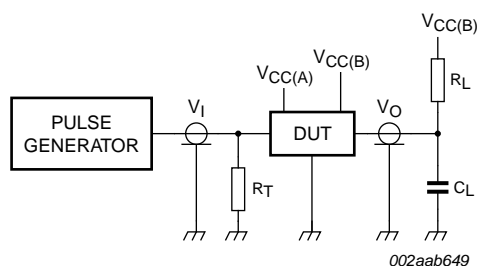 VCC(B)
VCC(A)
VCC(B)
RL
PULSE
GENERATOR
VI
DUT
VO
RT
CL
002aab649